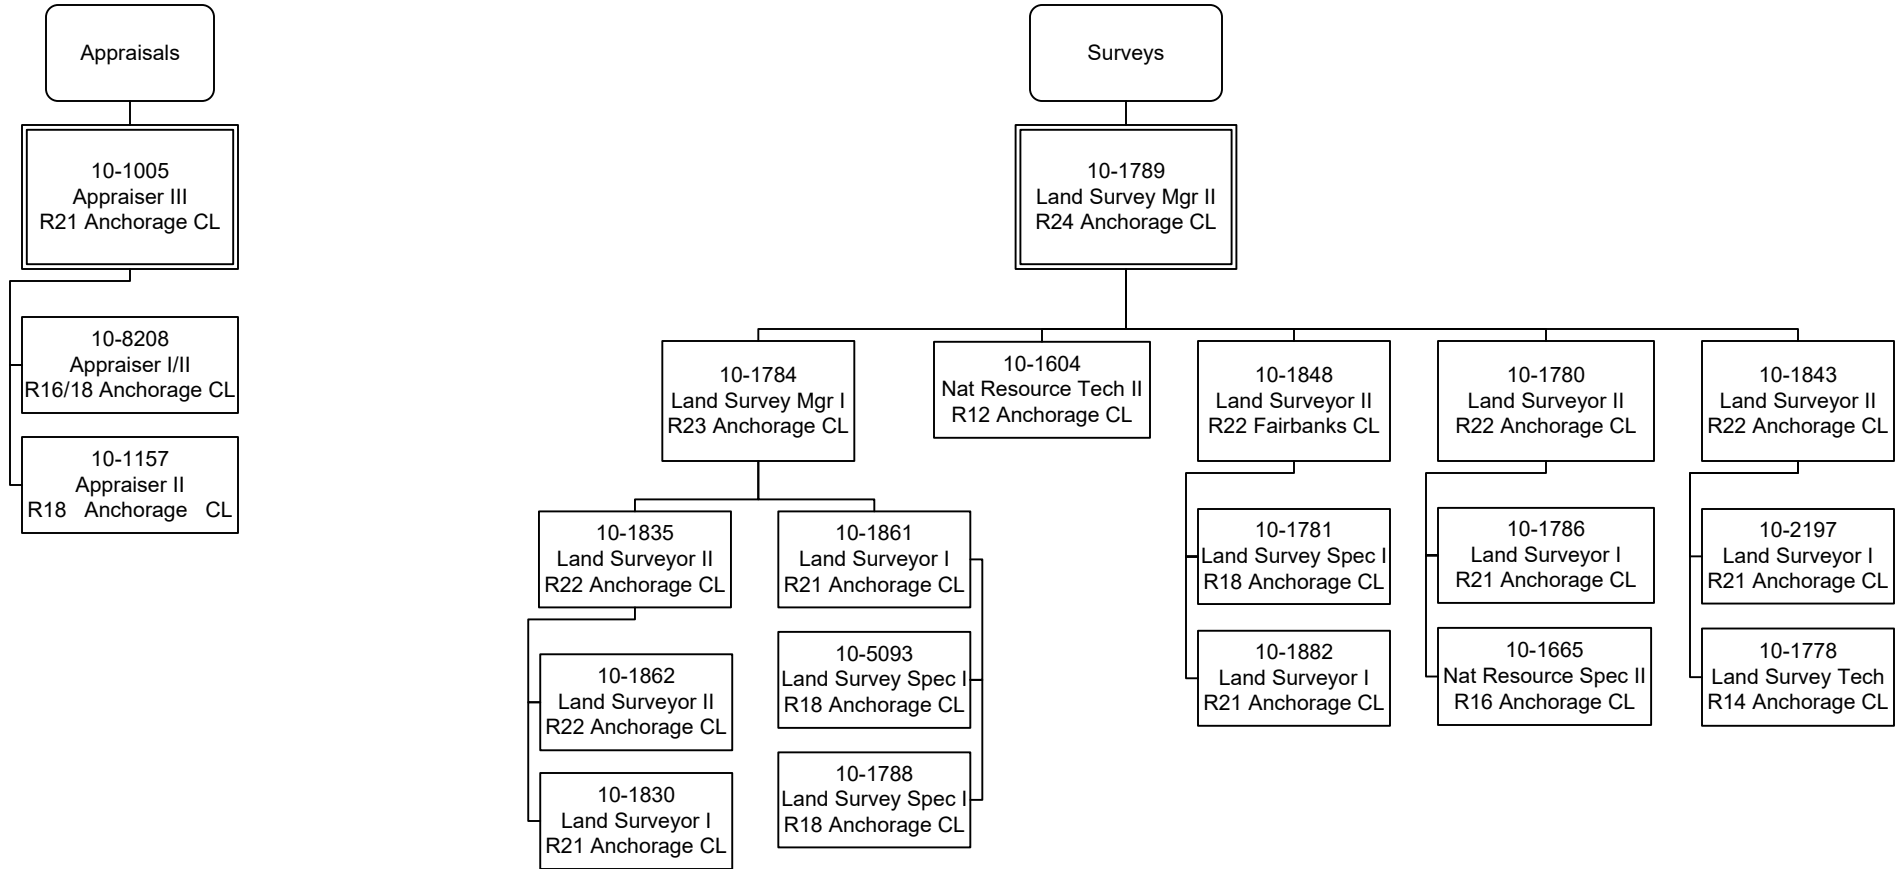 Appraisals
10-1005
Appraiser III
R21 Anchorage CL
10-8208
Appraiser I/II
R16/18 Anchorage CL
10-1157
Appraiser II
R18 Anchorage CL
Surveys
10-1789
Land Survey Mgr II
R24 Anchorage CL
10-1784
Land Survey Mgr I
R23 Anchorage CL
10-1835
Land Surveyor II
R22 Anchorage CL
10-1862
Land Surveyor II
R22 Anchorage CL
10-1830
Land Surveyor I
R21 Anchorage CL
10-1861
Land Surveyor I
R21 Anchorage CL
10-5093
Land Survey Spec I
R18 Anchorage CL
10-1788
Land Survey Spec I
R18 Anchorage CL
10-1604
Nat Resource Tech II
R12 Anchorage CL
10-1848
Land Surveyor II
R22 Fairbanks CL
10-1781
Land Survey Spec I
R18 Anchorage CL
10-1882
Land Surveyor I
R21 Anchorage CL
10-1780
Land Surveyor II
R22 Anchorage CL
10-1786
Land Surveyor I
R21 Anchorage CL
10-1665
Nat Resource Spec II
R16 Anchorage CL
10-1843
Land Surveyor II
R22 Anchorage CL
10-2197
Land Surveyor I
R21 Anchorage CL
10-1778
Land Survey Tech
R14 Anchorage CL